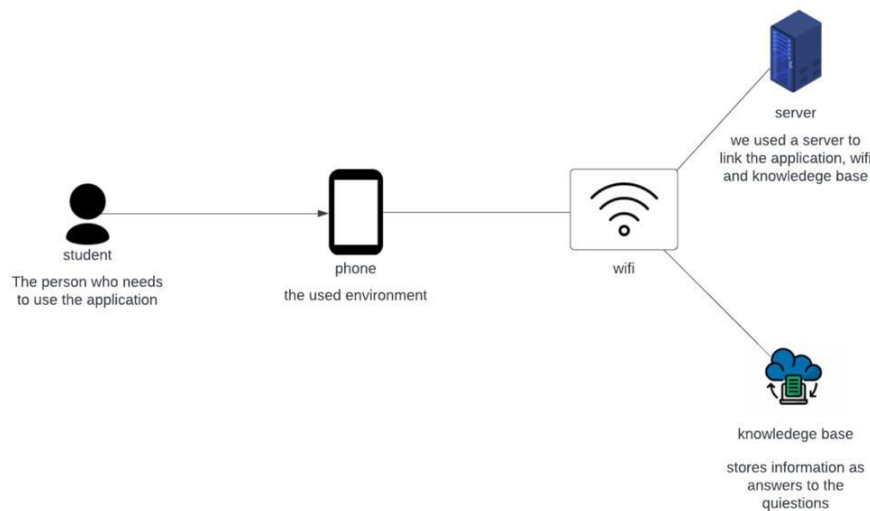 server
we used a server to
link the application, wifi
and knowledege base
student
The person who needs
to use the application
phone
the used environment
wifi
knowledege base
stores information as
answers to the
quiestions